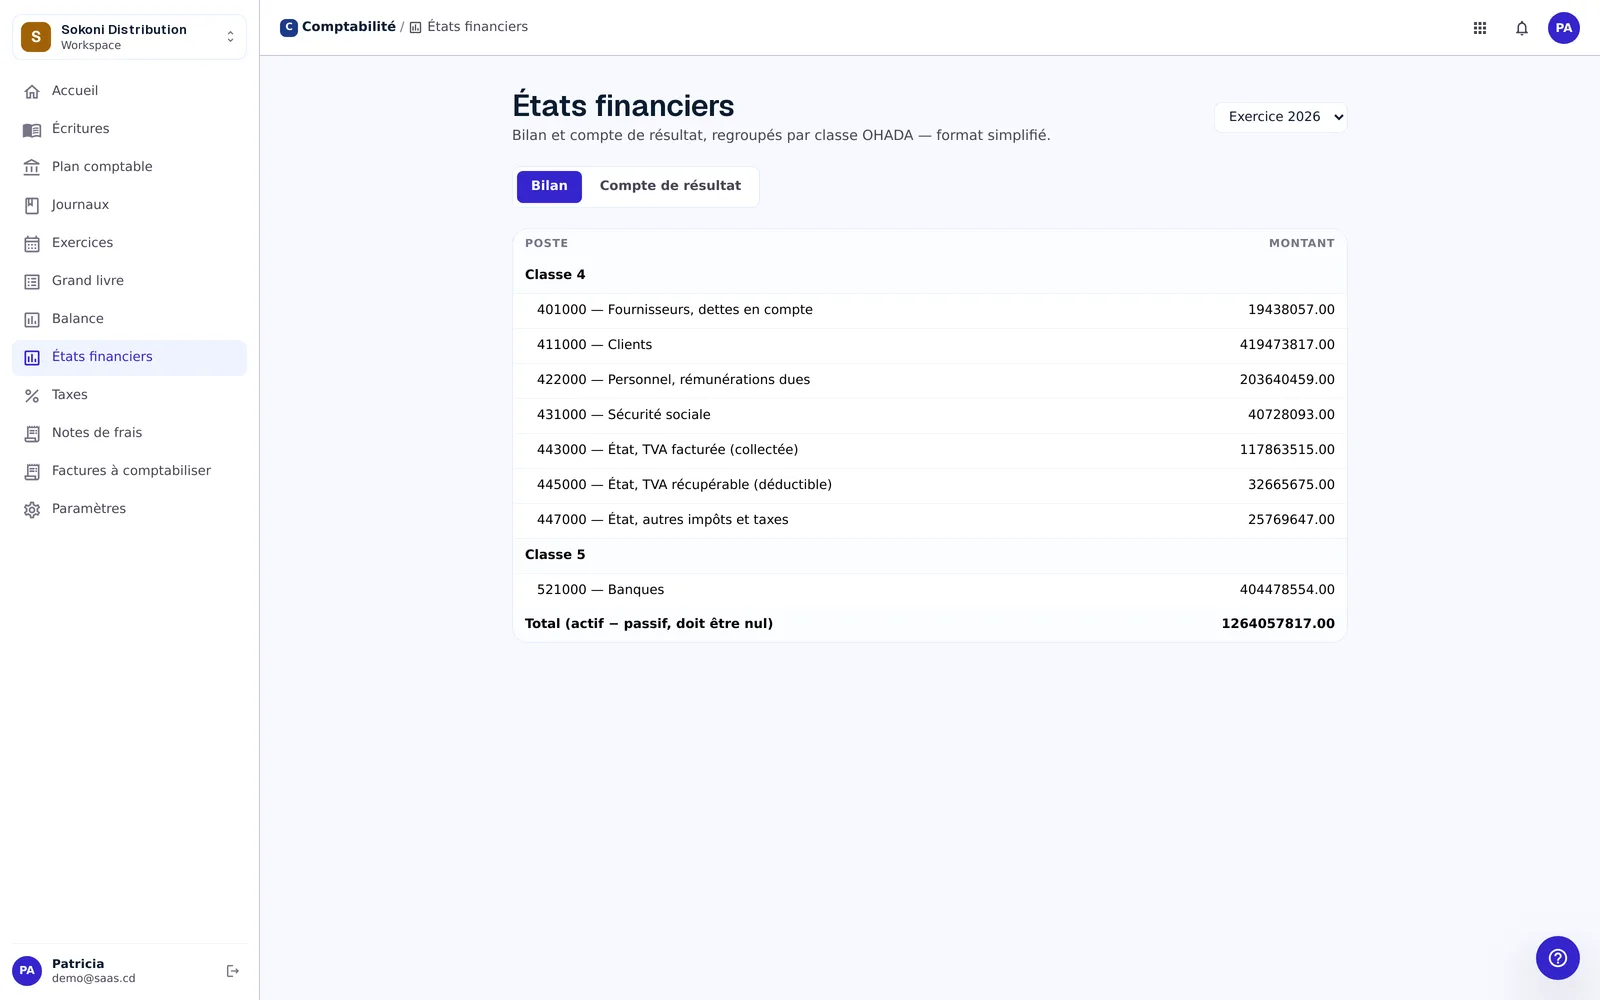 S
Sokoni Distribution
Workspace
Accueil
Écritures
Plan comptable
Journaux
Exercices
Grand livre
Balance
États financiers
Taxes
Notes de frais
Factures à comptabiliser
Paramètres
PA
Patricia
demo@saas.cd
C Comptabilité / États financiers
PA
États financiers
Bilan et compte de résultat, regroupés par classe OHADA — format simplifié.
Exercice 2026
Bilan Compte de résultat
POSTE MONTANT
Classe 4
401000 — Fournisseurs, dettes en compte 19438057.00
411000 — Clients 419473817.00
422000 — Personnel, rémunérations dues 203640459.00
431000 — Sécurité sociale 40728093.00
443000 — État, TVA facturée (collectée) 117863515.00
445000 — État, TVA récupérable (déductible) 32665675.00
447000 — État, autres impôts et taxes 25769647.00
Classe 5
521000 — Banques 404478554.00
Total (actif − passif, doit être nul) 1264057817.00